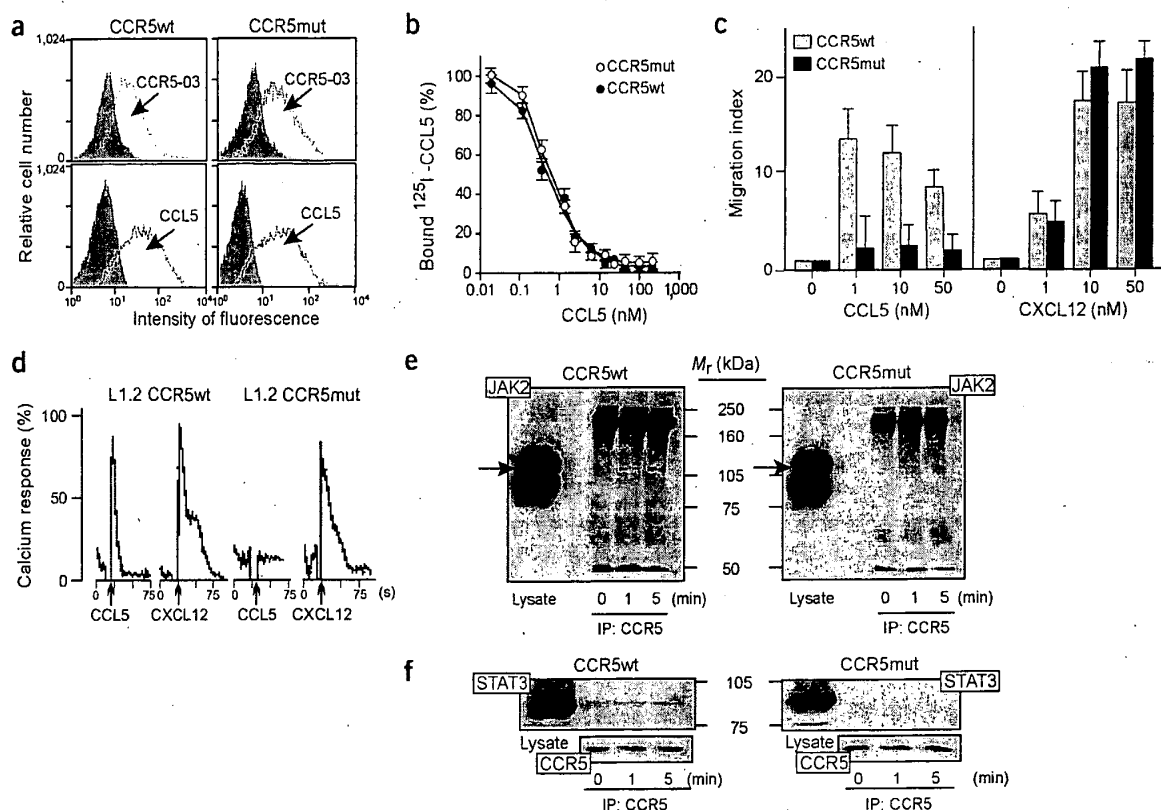 a
CCR5wt
CCR5mut
1,024
CCR5-03
CCR5-03
0
1,024
CCL5
CCL5
0
10⁰ 10¹ 10² 10⁴
10⁰ 10¹ 10² 10⁴
Relative cell number
Intensity of fluorescence
b
CCR5mut
CCR5wt
100
80
60
40
20
0
0.01 0.1 1 10 100 1,000
Bound ¹²⁵I -CCL5 (%)
CCL5 (nM)
c
CCR5wt
CCR5mut
20
10
0
Migration index
0 1 10 50
0 1 10 50
CCL5 (nM)
CXCL12 (nM)
d
L1.2 CCR5wt
L1.2 CCR5mut
100
50
0
Calcium response (%)
0 75 0 75 0 75 0 75 (s)
CCL5 CXCL12 CCL5 CXCL12
e
CCR5wt
Mr (kDa)
CCR5mut
JAK2
JAK2
250
160
105
75
50
Lysate 0 1 5 (min)
IP: CCR5
Lysate 0 1 5 (min)
IP: CCR5
f
CCR5wt
CCR5mut
STAT3
105
STAT3
75
Lysate
CCR5
0 1 5 (min)
IP: CCR5
Lysate
CCR5
0 1 5 (min)
IP: CCR5